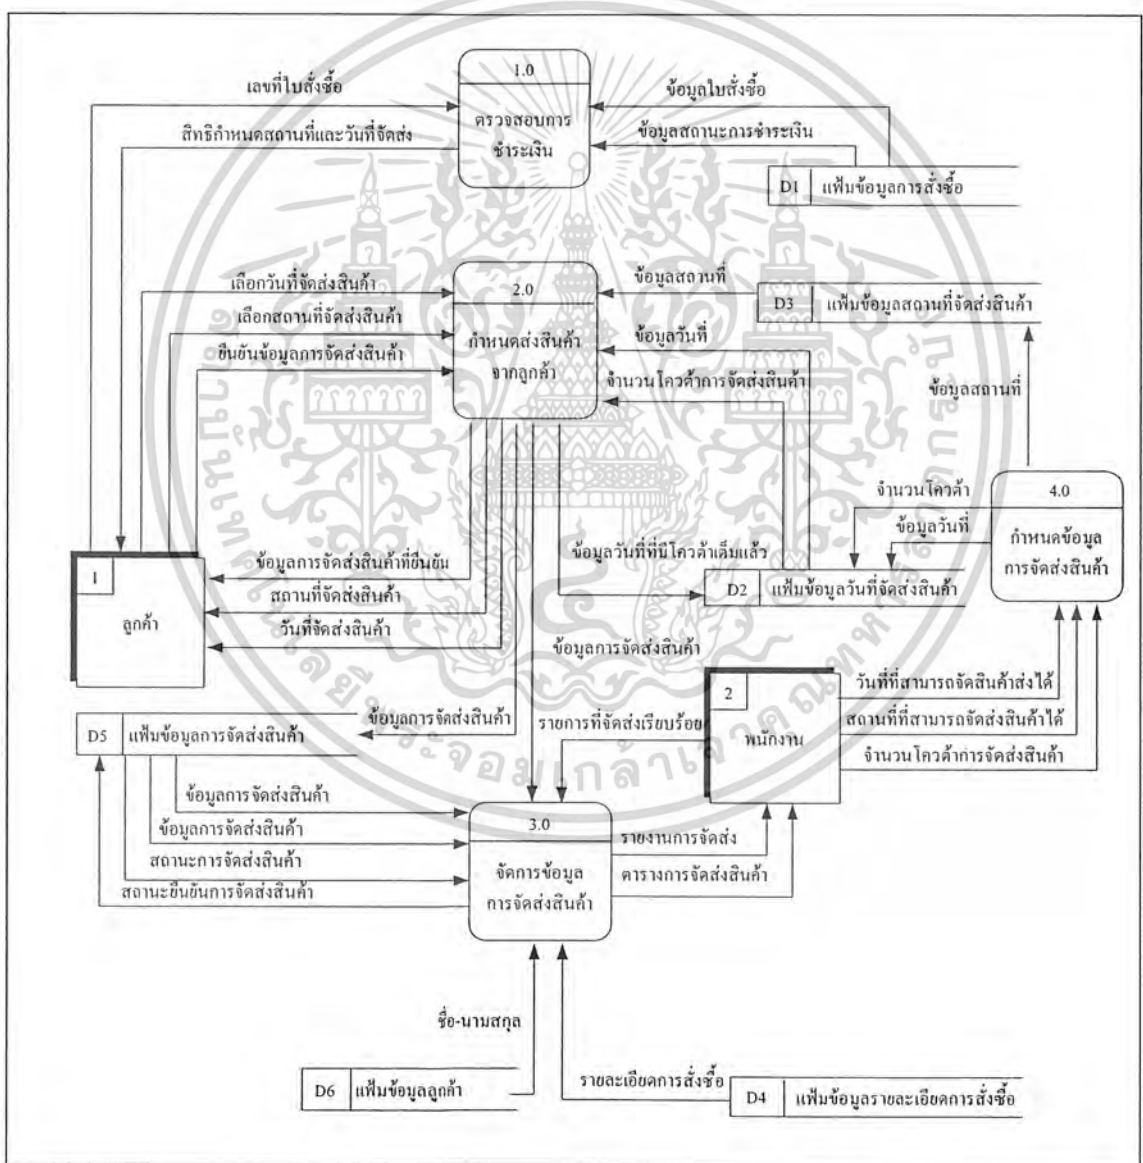 1.0
ตรวจสอบการ
ชำระเงิน
เลขที่ใบสั่งซื้อ
สิทธิกำหนดสถานที่และวันที่จัดส่ง
ข้อมูลใบสั่งซื้อ
ข้อมูลสถานะการชำระเงิน
D1 แฟ้มข้อมูลการสั่งซื้อ
เลือกวันที่จัดส่งสินค้า
เลือกสถานที่จัดส่งสินค้า
ยืนยันข้อมูลการจัดส่งสินค้า
2.0
กำหนดส่งสินค้า
จากลูกค้า
ข้อมูลสถานที่
D3 แฟ้มข้อมูลสถานที่จัดส่งสินค้า
ข้อมูลวันที่
จำนวนโควต้าการจัดส่งสินค้า
ข้อมูลสถานที่
จำนวนโควต้า
ข้อมูลวันที่
4.0
กำหนดข้อมูล
การจัดส่งสินค้า
1
ลูกค้า
ข้อมูลการจัดส่งสินค้าที่ยืนยัน
สถานที่จัดส่งสินค้า
วันที่จัดส่งสินค้า
ข้อมูลวันที่ที่มีโควต้าเต็มแล้ว
D2 แฟ้มข้อมูลวันที่จัดส่งสินค้า
ข้อมูลการจัดส่งสินค้า
2
พนักงาน
วันที่ที่สามารถจัดสินค้าส่งได้
สถานที่ที่สามารถจัดส่งสินค้าได้
จำนวนโควต้าการจัดส่งสินค้า
D5 แฟ้มข้อมูลการจัดส่งสินค้า
ข้อมูลการจัดส่งสินค้า
รายการที่จัดส่งเรียบร้อย
ข้อมูลการจัดส่งสินค้า
ข้อมูลการจัดส่งสินค้า
สถานะการจัดส่งสินค้า
สถานะยืนยันการจัดส่งสินค้า
3.0
จัดการข้อมูล
การจัดส่งสินค้า
รายงานการจัดส่ง
ตารางการจัดส่งสินค้า
ชื่อ-นามสกุล
D6 แฟ้มข้อมูลลูกค้า
รายละเอียดการสั่งซื้อ
D4 แฟ้มข้อมูลรายละเอียดการสั่งซื้อ